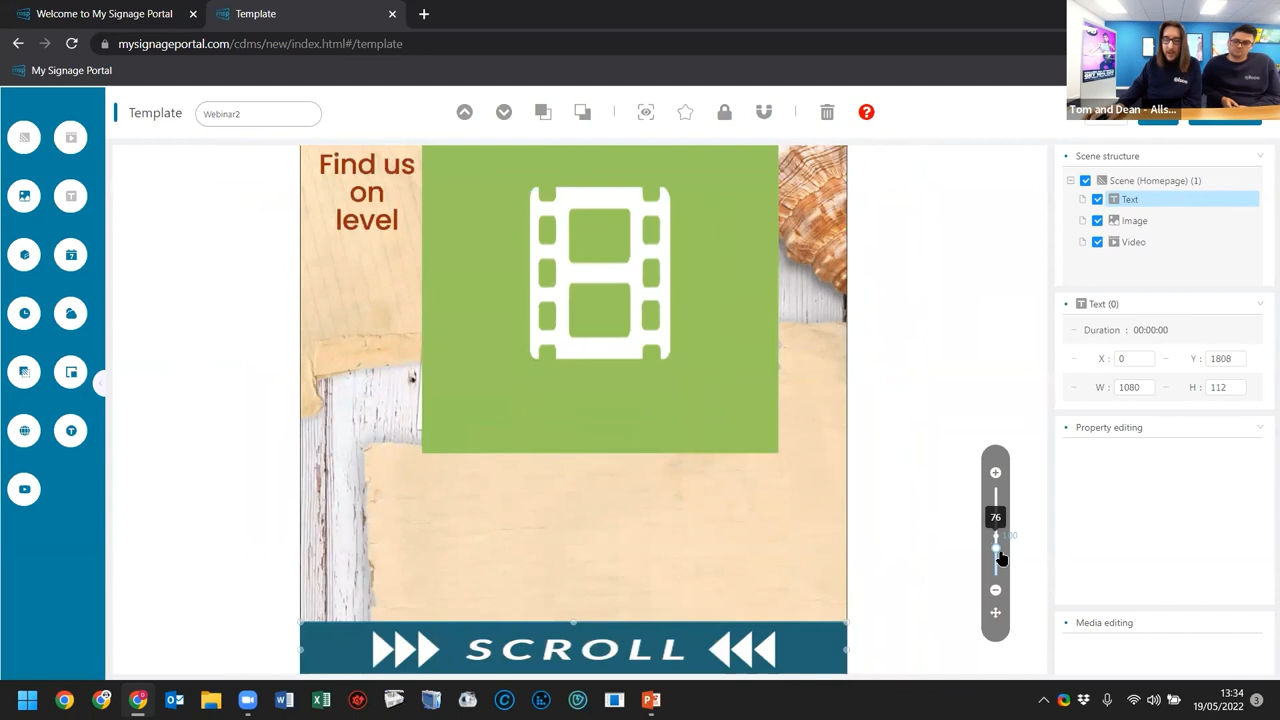 Welcome to My Signage Portal
Template
mysignageportal.com/cdms/new/index.html#/template
My Signage Portal
Tom and Dean - Alls...
Template
Webinar2
?
Find us
on
level
SCROLL
76
100
Scene structure
Scene (Homepage) (1)
Text
Image
Video
Text (0)
Duration : 00:00:00
X : 0
Y : 1808
W : 1080
H : 112
Property editing
Media editing
13:34
19/05/2022
3